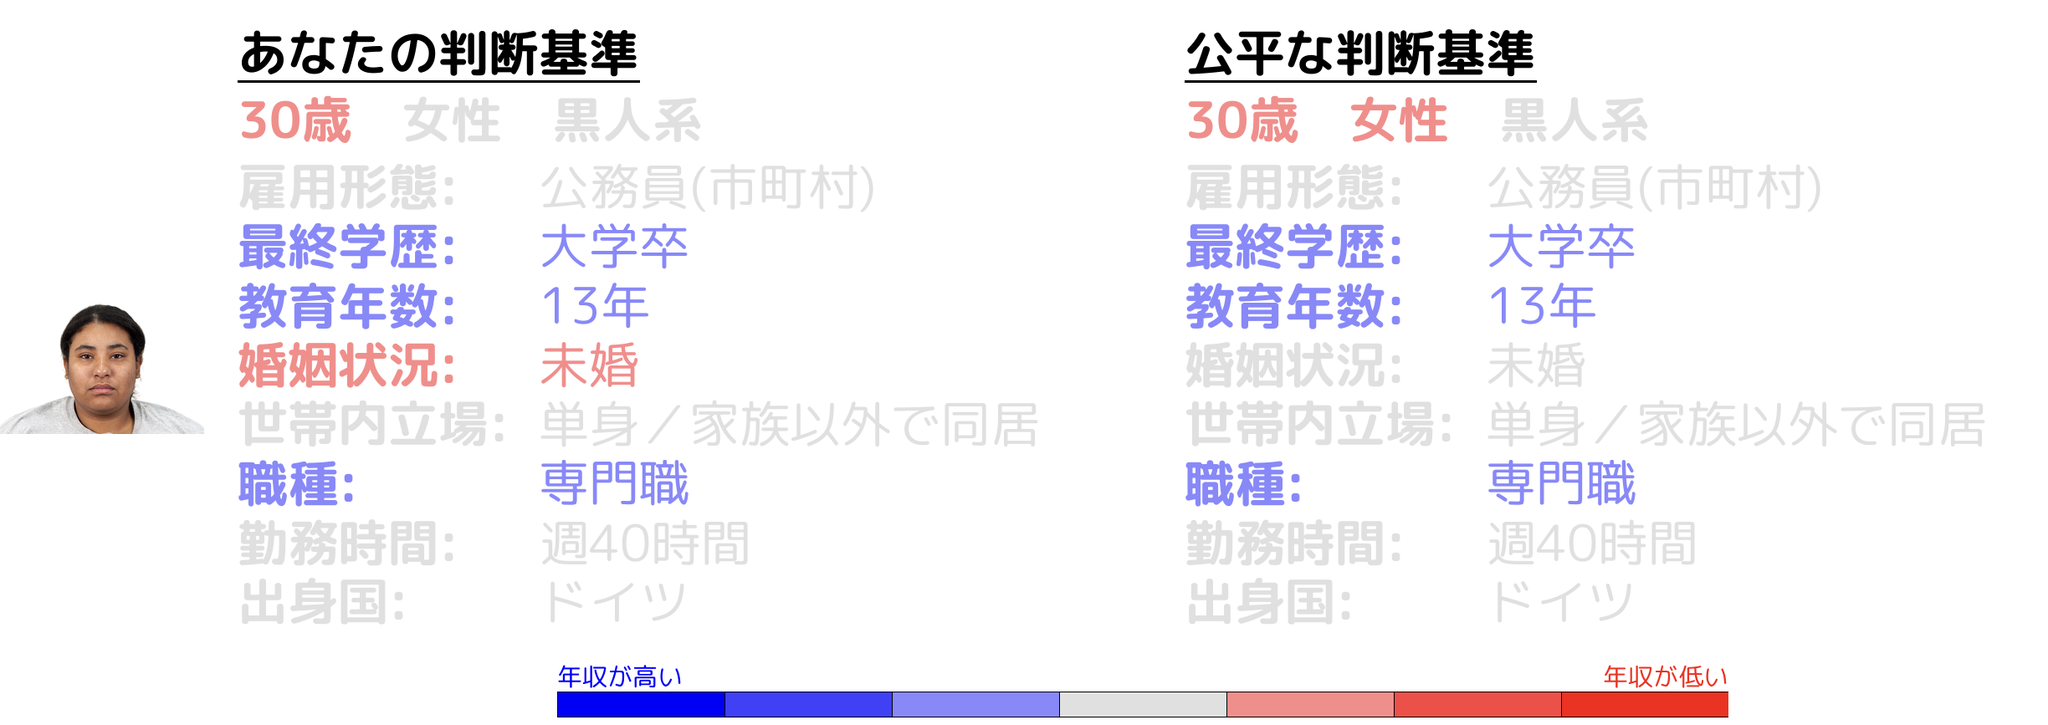 あなたの判断基準
30歳 女性 黒人系
雇用形態: 公務員(市町村)
最終学歴: 大学卒
教育年数: 13年
婚姻状況: 未婚
世帯内立場: 単身／家族以外で同居
職種: 専門職
勤務時間: 週40時間
出身国: ドイツ
公平な判断基準
30歳 女性 黒人系
雇用形態: 公務員(市町村)
最終学歴: 大学卒
教育年数: 13年
婚姻状況: 未婚
世帯内立場: 単身／家族以外で同居
職種: 専門職
勤務時間: 週40時間
出身国: ドイツ
年収が高い
年収が低い